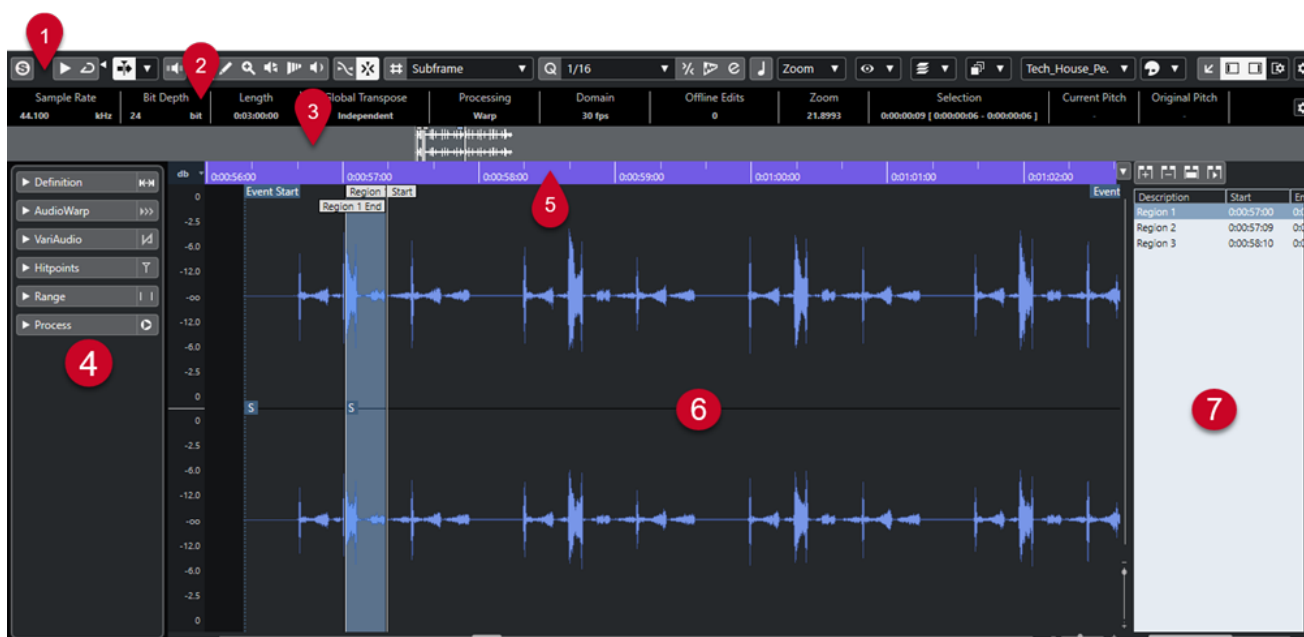 1
2
Subframe
Q 1/16
Zoom
Tech_House_Pe.
Sample Rate Bit Depth Length Global Transpose Processing Domain Offline Edits Zoom Selection Current Pitch Original Pitch
44.100 kHz 24 bit 0:03:00:00 Independent Warp 30 fps 0 21.8993 0:00:00:09 [ 0:00:00:06 - 0:00:00:06 ] - -
3
Definition
AudioWarp
VariAudio
Hitpoints
Range
Process
4
db
0:00:56:00 0:00:57:00 0:00:58:00 0:00:59:00 0:01:00:00 0:01:01:00 0:01:02:00
5
Event Start Region Start Event
Region 1 End
0
-2.5
-6.0
-12.0
-oo
-12.0
-6.0
-2.5
0
S S
6
0
-2.5
-6.0
-12.0
-oo
-12.0
-6.0
-2.5
0
Description Start
Region 1 0:00:57:00
Region 2 0:00:57:09
Region 3 0:00:58:10
7